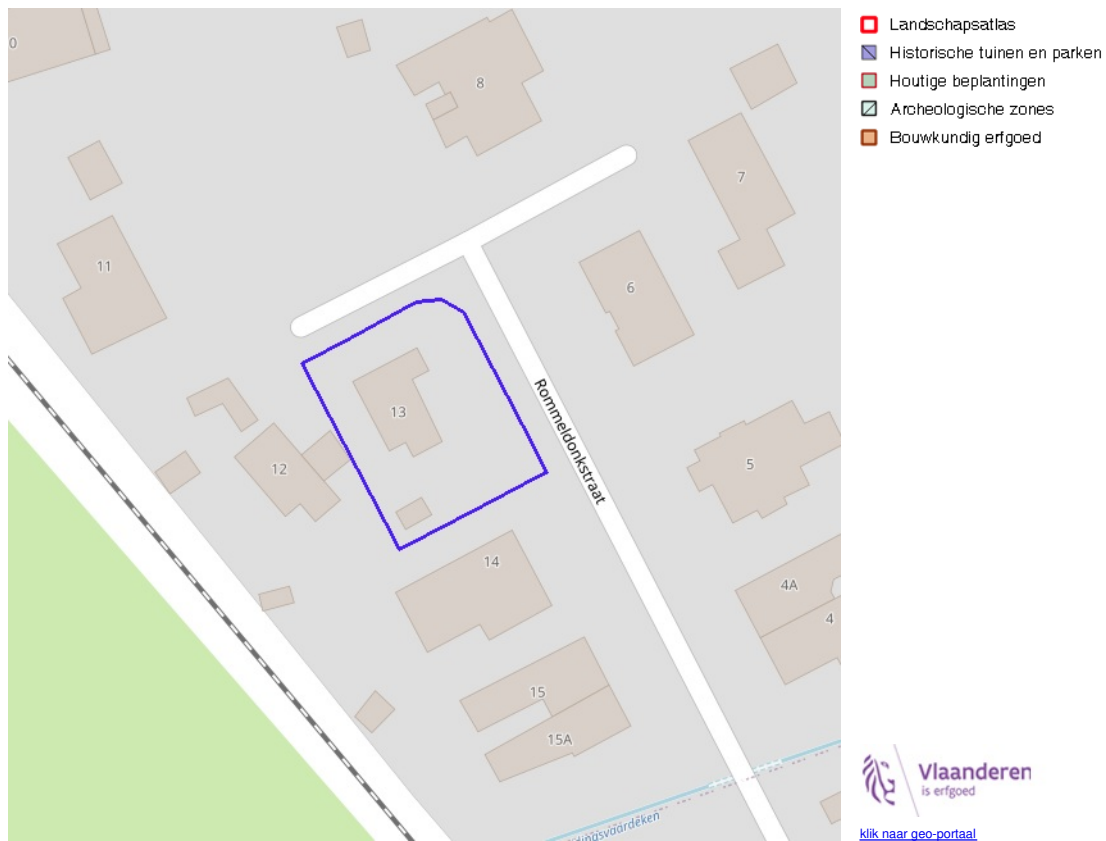 0
8
7
11
6
Rommeldonkstraat
13
12
5
14
4A
4
15
15A
Landschapsatlas
Historische tuinen en parken
Houtige beplantingen
Archeologische zones
Bouwkundig erfgoed
Vlaanderen
is erfgoed
klik naar geo-portaal